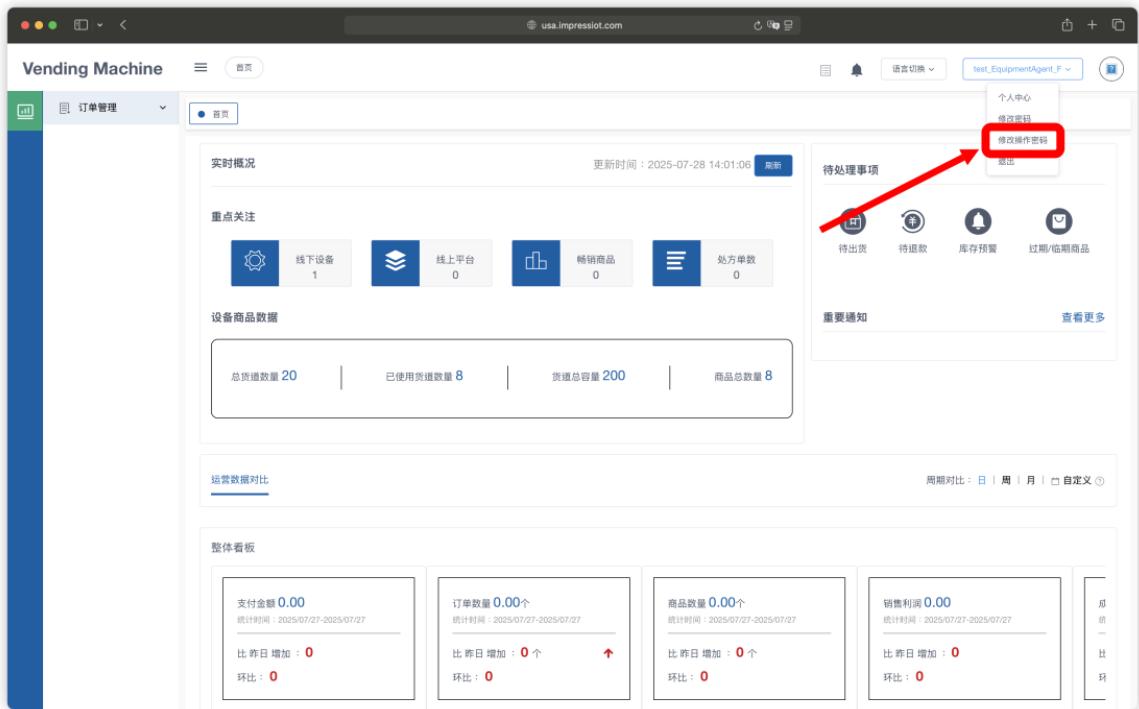 usa.impressiot.com
Vending Machine
首页
语言切换
test_EquipmentAgent_F
个人中心
修改密码
修改操作密码
退出
订单管理
首页
实时概况
更新时间：2025-07-28 14:01:06
刷新
重点关注
线下设备
1
线上平台
0
畅销商品
0
处方单数
0
设备商品数据
总货道数量 20
已使用货道数量 8
货道总容量 200
商品总数量 8
待处理事项
待出货
待退款
库存预警
过期/临期商品
重要通知
查看更多
运营数据对比
周期对比： 日 | 周 | 月 | 自定义
整体看板
支付金额 0.00
统计时间：2025/07/27-2025/07/27
比 昨日 增加 ： 0
环比： 0
订单数量 0.00个
统计时间：2025/07/27-2025/07/27
比 昨日 增加 ： 0 个
环比： 0
商品数量 0.00个
统计时间：2025/07/27-2025/07/27
比 昨日 增加 ： 0 个
环比： 0
销售利润 0.00
统计时间：2025/07/27-2025/07/27
比 昨日 增加 ： 0
环比： 0